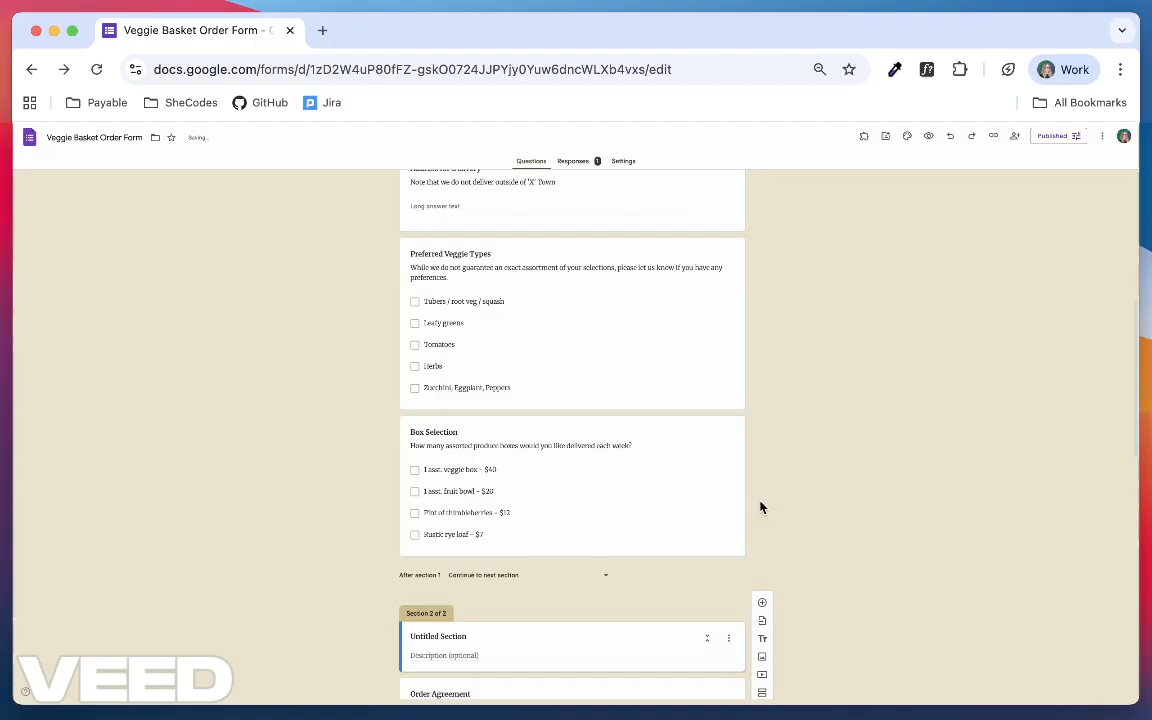 Veggie Basket Order Form -
docs.google.com/forms/d/1zD2W4uP80fFZ-gskO0724JJPYjy0Yuw6dncWLXb4vxs/edit
Work
Payable
SheCodes
GitHub
Jira
All Bookmarks
Veggie Basket Order Form
Saving...
Published
Questions
Responses 1
Settings
Note that we do not deliver outside of 'X' Town
Long answer text
Preferred Veggie Types
While we do not guarantee an exact assortment of your selections, please let us know if you have any
preferences.
Tubers / root veg / squash
Leafy greens
Tomatoes
Herbs
Zucchini, Eggplant, Peppers
Box Selection
How many assorted produce boxes would you like delivered each week?
1 asst. veggie box - $40
1 asst. fruit bowl - $20
Pint of thimbleberries - $12
Rustic rye loaf - $7
After section 1 Continue to next section
Section 2 of 2
Untitled Section
Description (optional)
Order Agreement
VEED